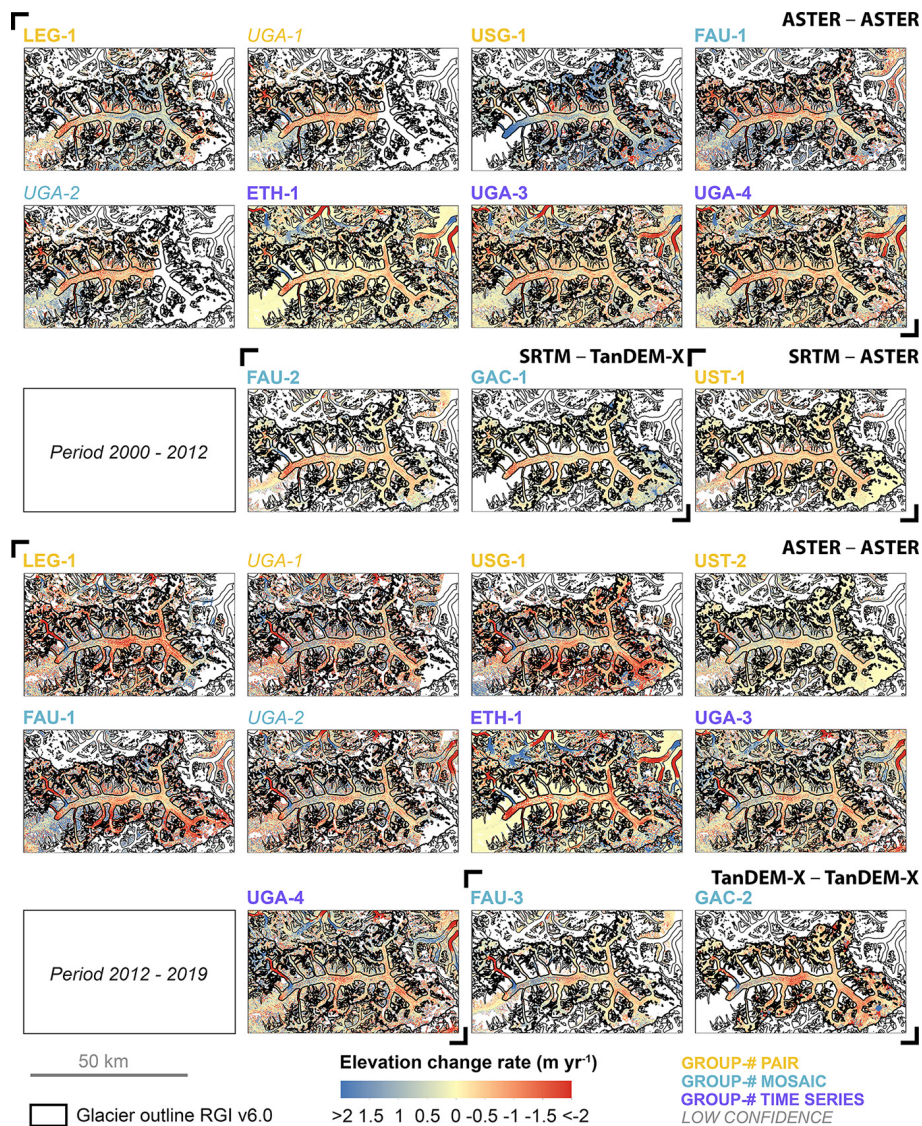 ASTER – ASTER
LEG-1 UGA-1 USG-1 FAU-1
UGA-2 ETH-1 UGA-3 UGA-4
SRTM – TanDEM-X SRTM – ASTER
FAU-2 GAC-1 UST-1
Period 2000 - 2012
ASTER – ASTER
LEG-1 UGA-1 USG-1 UST-2
FAU-1 UGA-2 ETH-1 UGA-3
TanDEM-X – TanDEM-X
UGA-4 FAU-3 GAC-2
Period 2012 - 2019
50 km
Glacier outline RGI v6.0
Elevation change rate (m yr⁻¹)
>2 1.5 1 0.5 0 -0.5 -1 -1.5 <-2
GROUP-# PAIR
GROUP-# MOSAIC
GROUP-# TIME SERIES
LOW CONFIDENCE